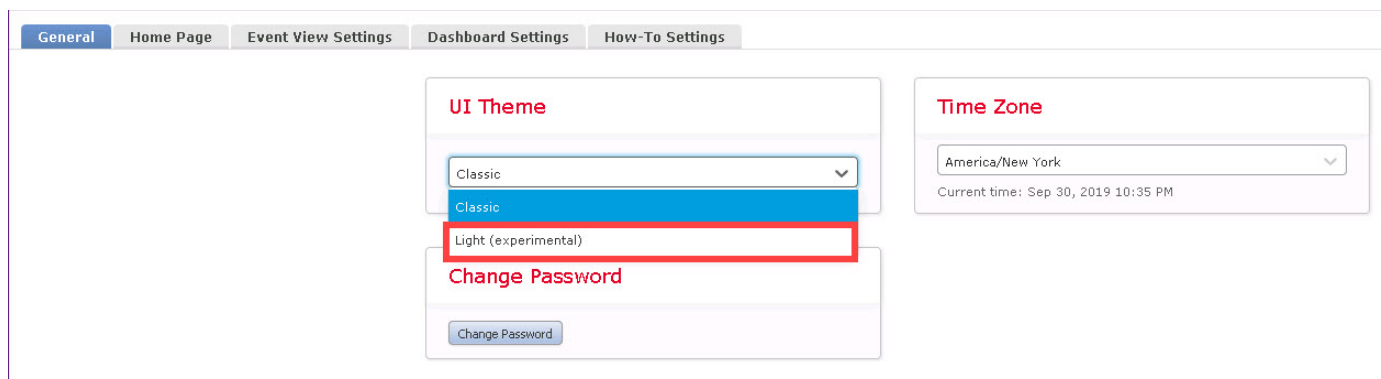 General Home Page Event View Settings Dashboard Settings How-To Settings
UI Theme
Classic
Classic
Light (experimental)
Time Zone
America/New York
Current time: Sep 30, 2019 10:35 PM
Change Password
Change Password